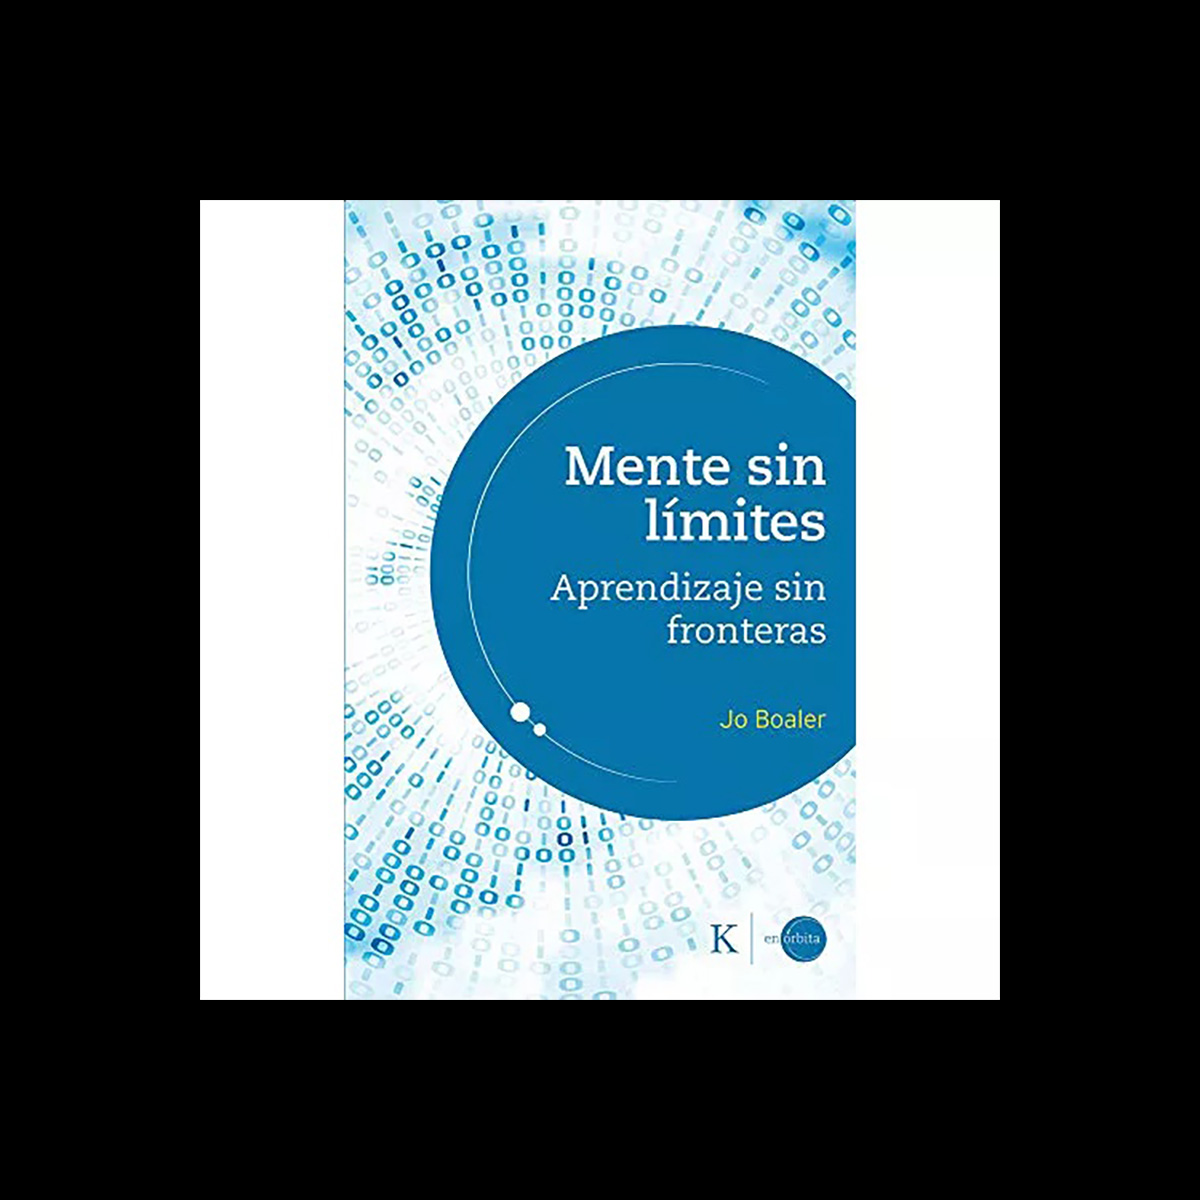 Mente sin
límites
Aprendizaje sin
fronteras
Jo Boaler
K
en órbita